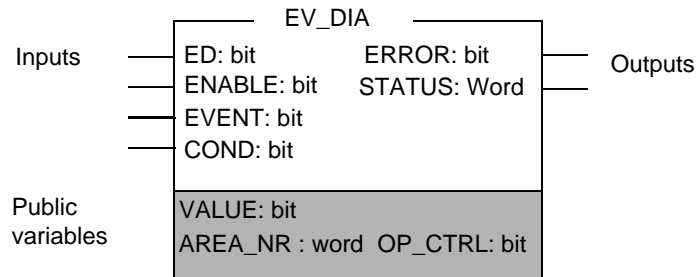 EV_DIA
Inputs
ED: bit ERROR: bit
Outputs
ENABLE: bit STATUS: Word
EVENT: bit
COND: bit
Public
variables
VALUE: bit
AREA_NR : word OP_CTRL: bit